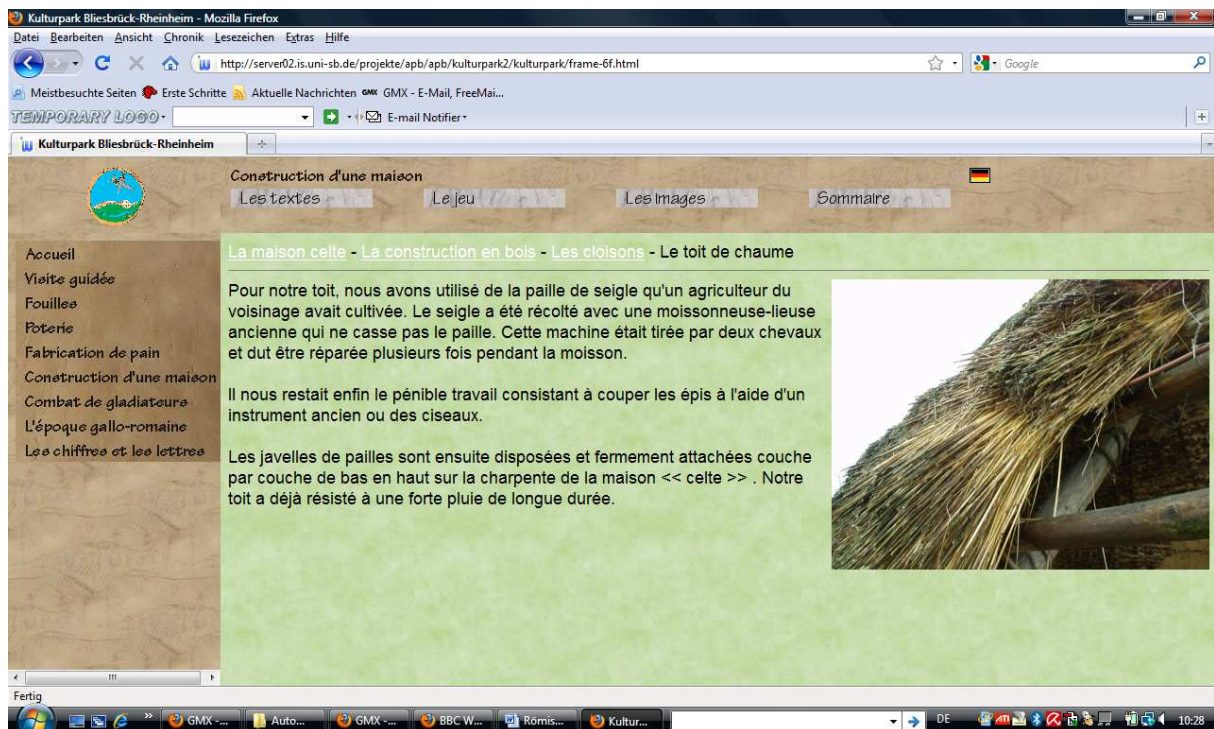 Kulturpark Bliesbrück-Rheinheim - Mozilla Firefox
Datei Bearbeiten Ansicht Chronik Lesezeichen Extras Hilfe
http://server02.is.uni-sb.de/projekte/apb/apb/kulturpark2/kulturpark/frame-6f.html
Google
Meistbesuchte Seiten Erste Schritte Aktuelle Nachrichten GMX GMX - E-Mail, FreeMai...
TEMPORARY LOGO E-mail Notifier
Kulturpark Bliesbrück-Rheinheim
Construction d'une maison
Les textes Le jeu Les Images Sommaire
Accueil
Visite guidée
Fouilles
Poterie
Fabrication de pain
Construction d'une maison
Combat de gladiateurs
L'époque gallo-romaine
Les chiffres et les lettres
La maison celte - La construction en bois - Les cloisons - Le toit de chaume
Pour notre toit, nous avons utilisé de la paille de seigle qu'un agriculteur du
voisinage avait cultivée. Le seigle a été récolté avec une moissonneuse-lieuse
ancienne qui ne casse pas le paille. Cette machine était tirée par deux chevaux
et dut être réparée plusieurs fois pendant la moisson.
Il nous restait enfin le pénible travail consistant à couper les épis à l'aide d'un
instrument ancien ou des ciseaux.
Les javelles de pailles sont ensuite disposées et fermement attachées couche
par couche de bas en haut sur la charpente de la maison << celte >> . Notre
toit a déjà résisté à une forte pluie de longue durée.
Fertig
GMX -... Auto... GMX -... BBC W... Römis... Kultur... DE 10:28